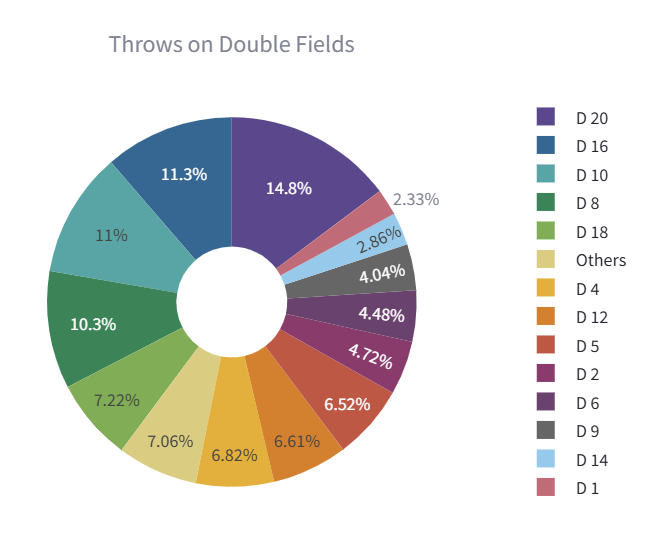 Throws on Double Fields
11.3%
14.8%
2.33%
11%
2.86%
4.04%
10.3%
4.48%
4.72%
7.22%
6.52%
7.06%
6.82%
6.61%
D 20
D 16
D 10
D 8
D 18
Others
D 4
D 12
D 5
D 2
D 6
D 9
D 14
D 1